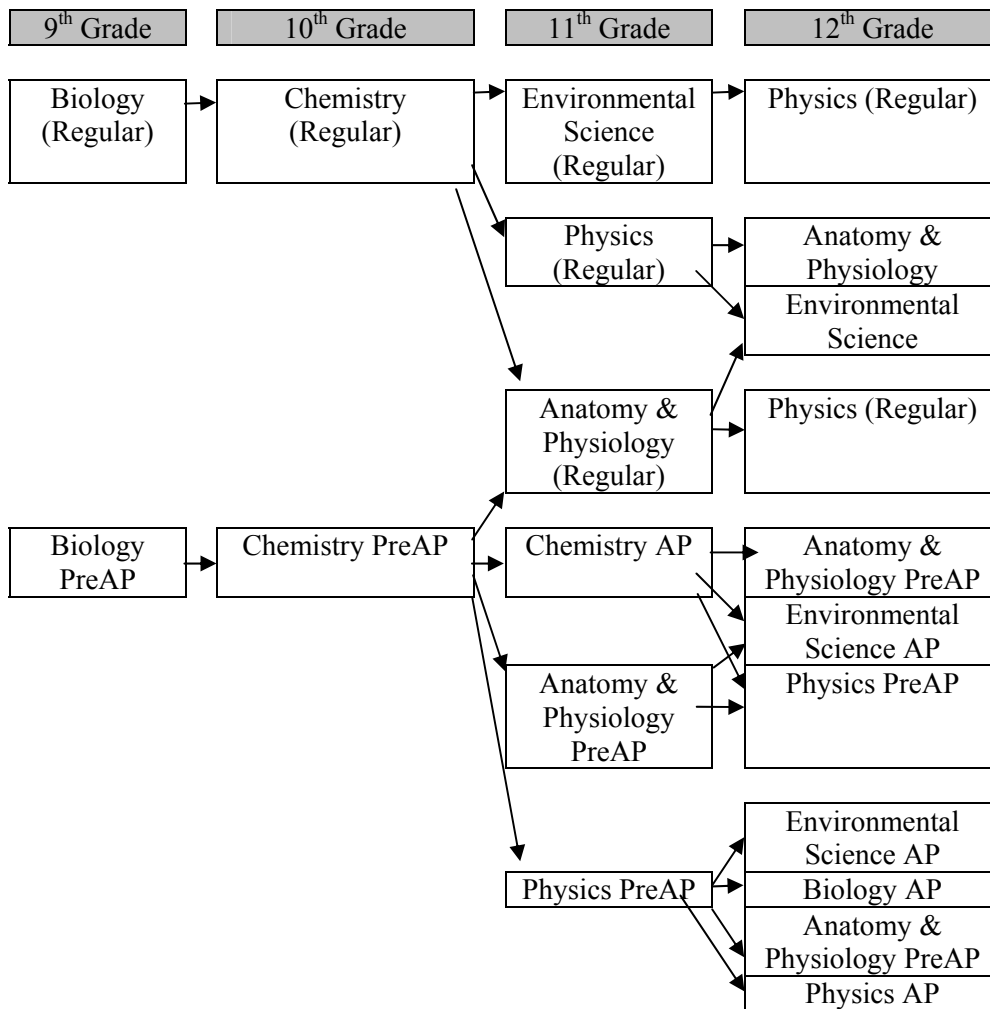 9th Grade
10th Grade
11th Grade
12th Grade
Biology
(Regular)
Chemistry
(Regular)
Environmental
Science
(Regular)
Physics (Regular)
Physics
(Regular)
Anatomy &
Physiology
Environmental
Science
Anatomy &
Physiology
(Regular)
Physics (Regular)
Biology
PreAP
Chemistry PreAP
Chemistry AP
Anatomy &
Physiology PreAP
Environmental
Science AP
Anatomy &
Physiology
PreAP
Physics PreAP
Environmental
Science AP
Physics PreAP
Biology AP
Anatomy &
Physiology PreAP
Physics AP